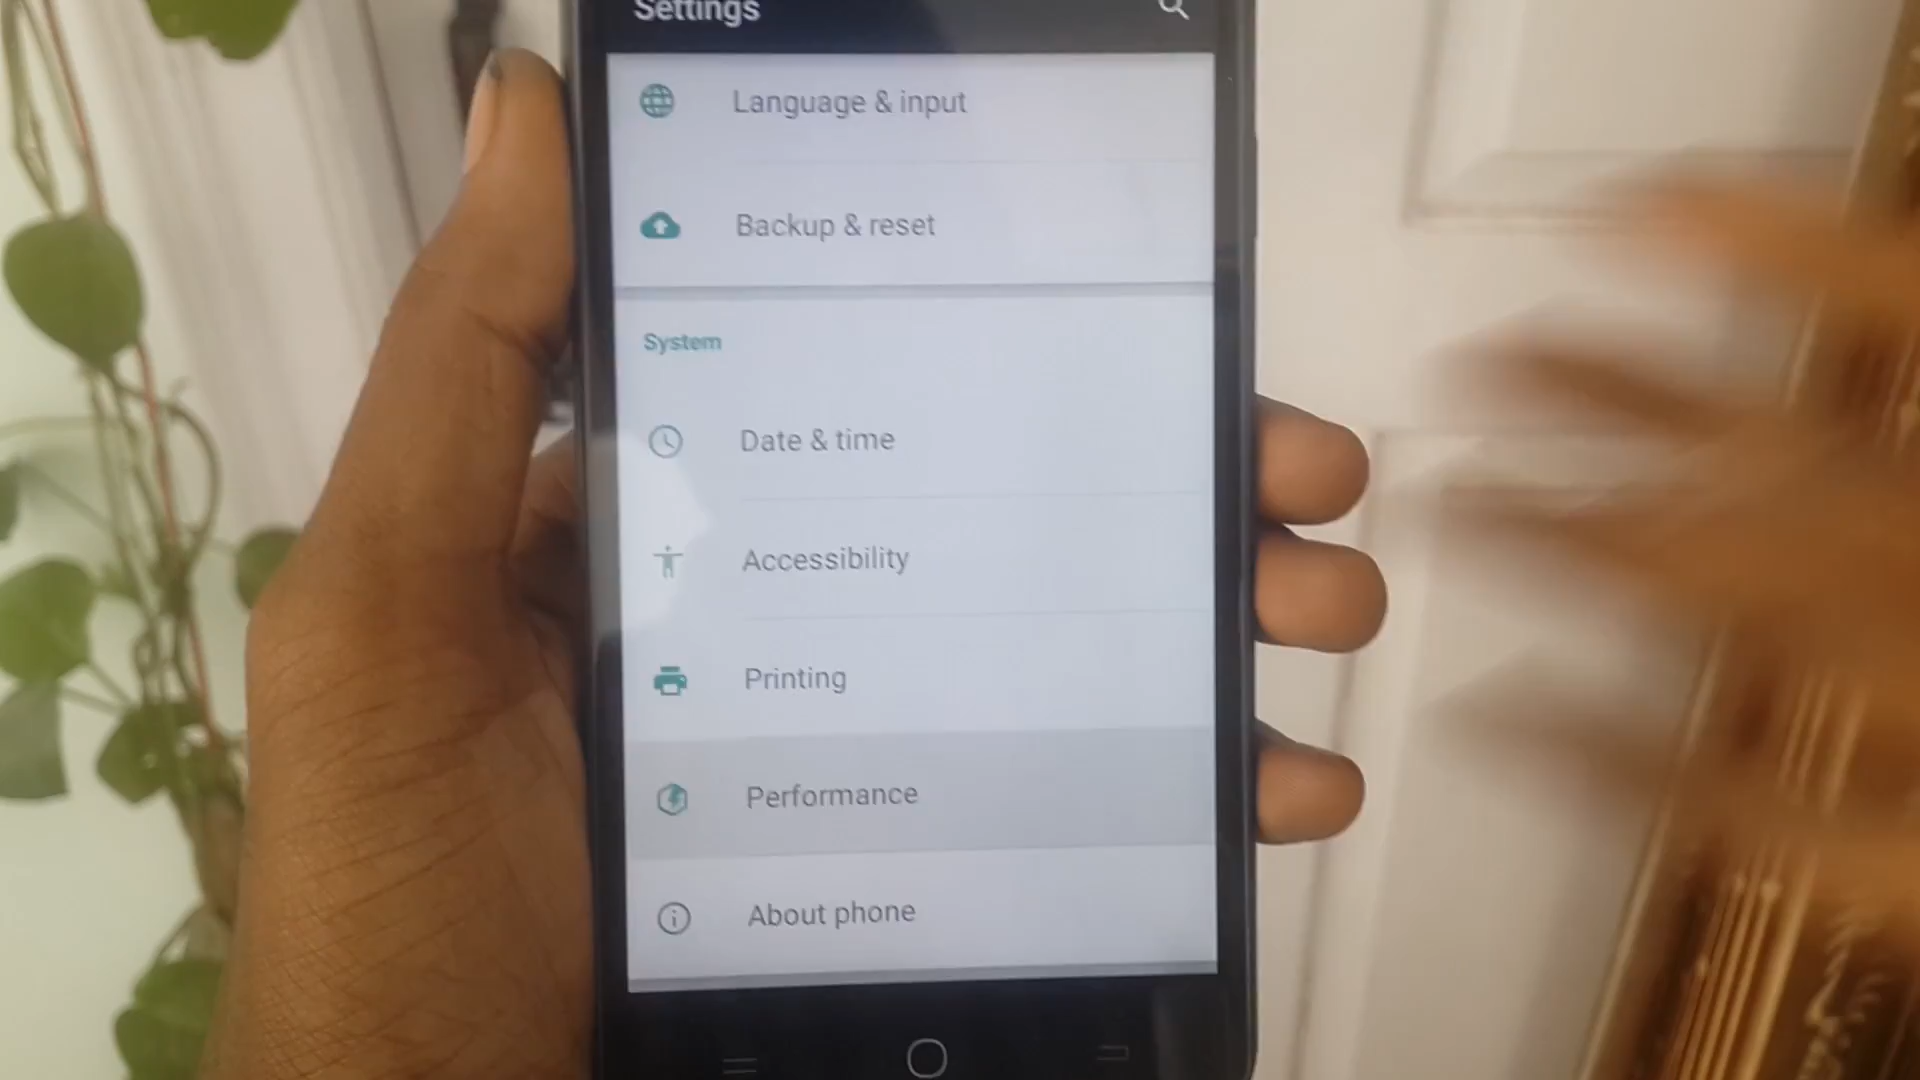 Settings
Language & input
Backup & reset
System
Date & time
Accessibility
Printing
Performance
About phone